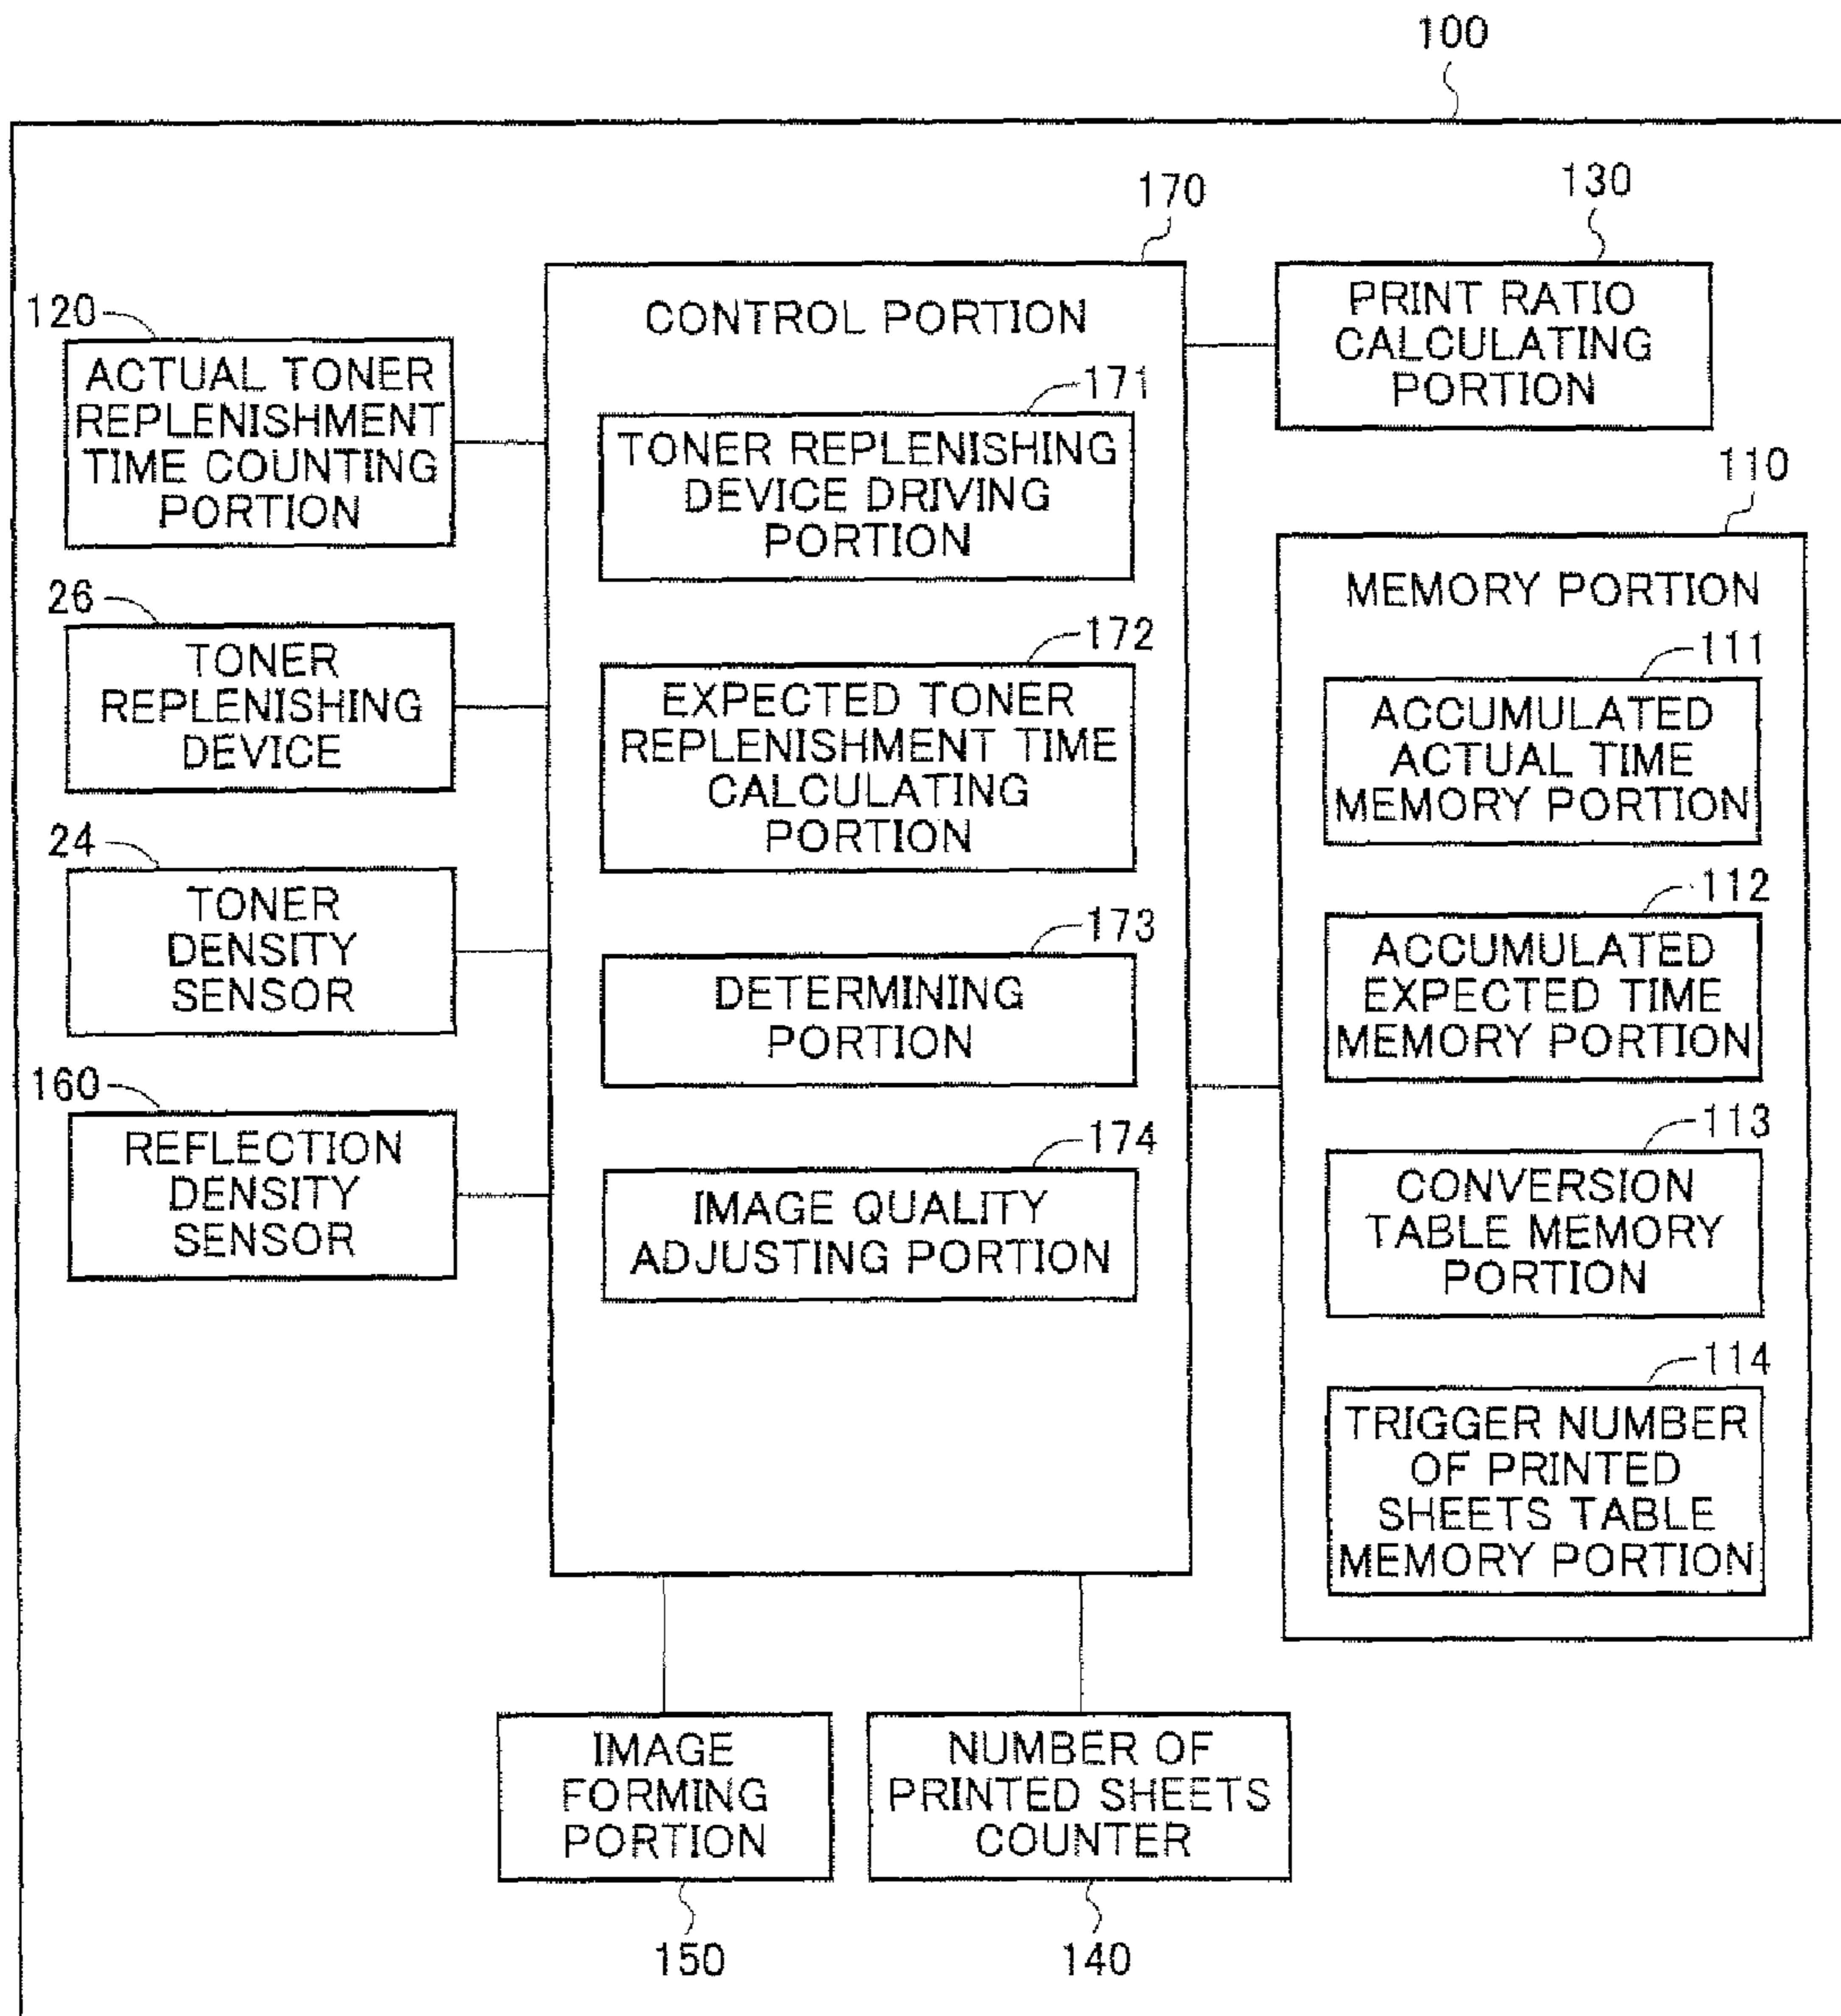 100
170
130
120
ACTUAL TONER
REPLENISHMENT
TIME COUNTING
PORTION
26
TONER
REPLENISHING
DEVICE
24
TONER
DENSITY
SENSOR
160
REFLECTION
DENSITY
SENSOR
CONTROL PORTION
171
TONER REPLENISHING
DEVICE DRIVING
PORTION
172
EXPECTED TONER
REPLENISHMENT TIME
CALCULATING
PORTION
173
DETERMINING
PORTION
174
IMAGE QUALITY
ADJUSTING PORTION
PRINT RATIO
CALCULATING
PORTION
110
MEMORY PORTION
111
ACCUMULATED
ACTUAL TIME
MEMORY PORTION
112
ACCUMULATED
EXPECTED TIME
MEMORY PORTION
113
CONVERSION
TABLE MEMORY
PORTION
114
TRIGGER NUMBER
OF PRINTED
SHEETS TABLE
MEMORY PORTION
IMAGE
FORMING
PORTION
150
NUMBER OF
PRINTED SHEETS
COUNTER
140